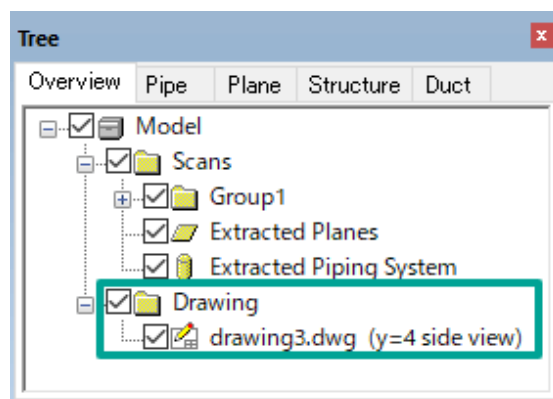 Tree
Overview Pipe Plane Structure Duct
Model
Scans
Group1
Extracted Planes
Extracted Piping System
Drawing
drawing3.dwg (y=4 side view)